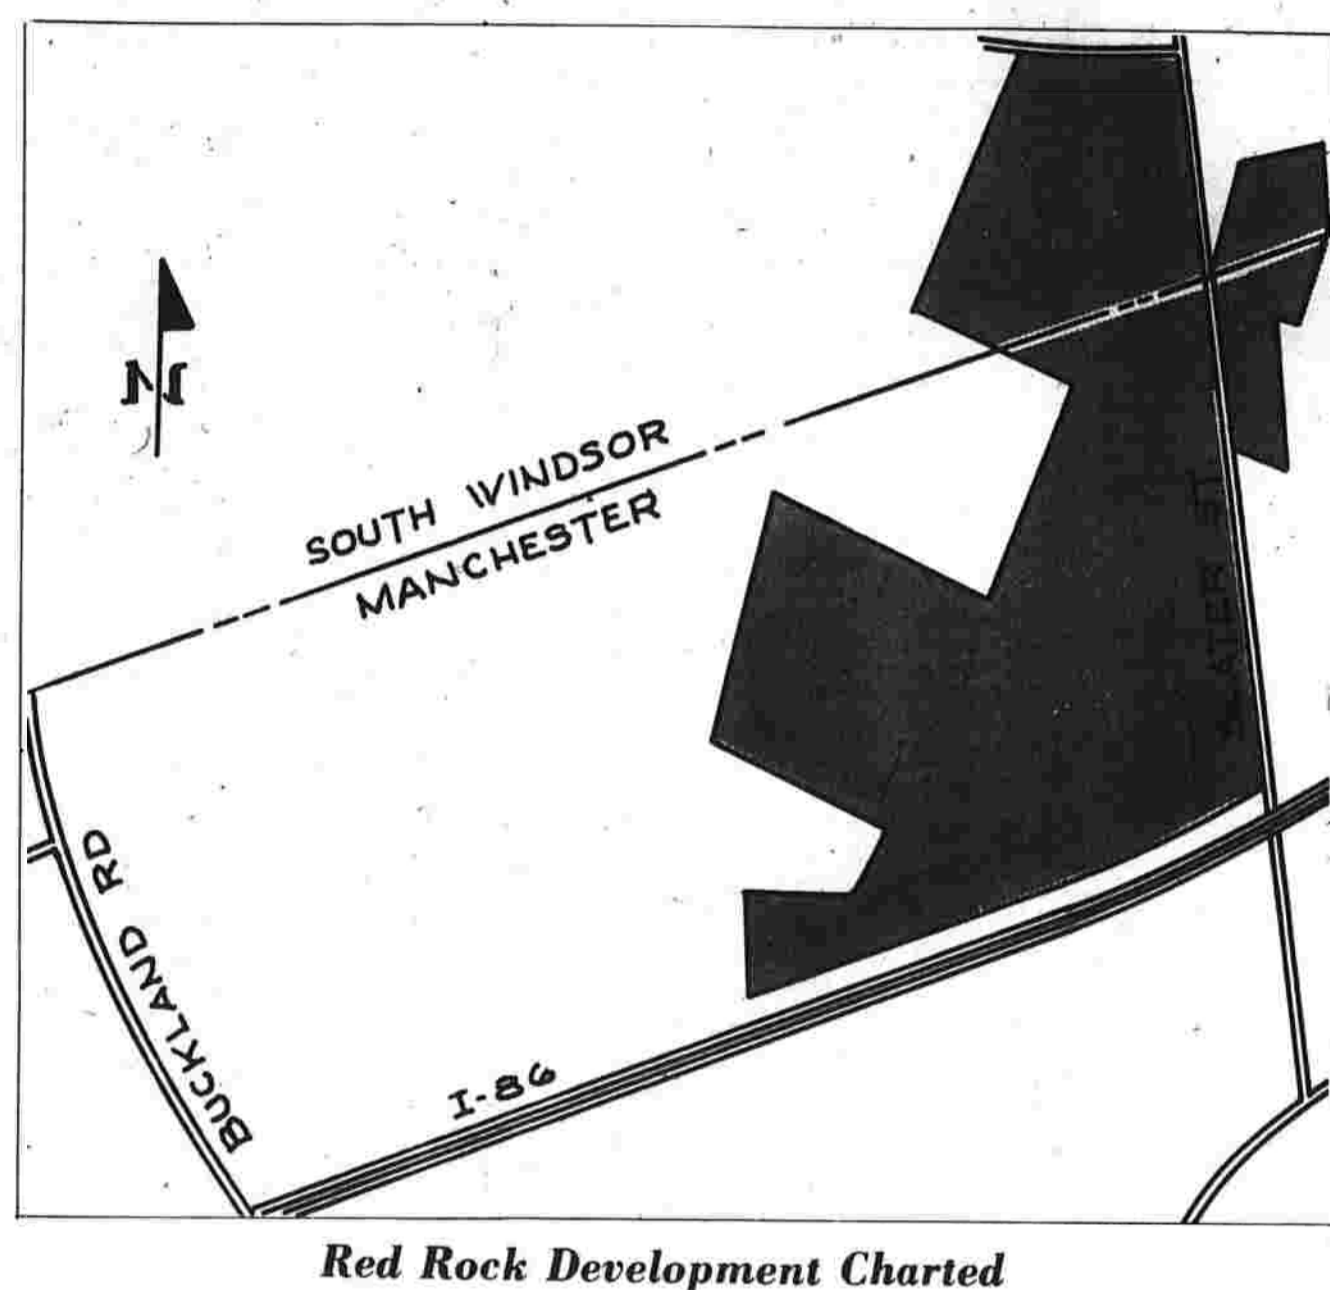 N
SOUTH WINDSOR
MANCHESTER
BUCKLAND RD
I-86
Red Rock Development Charted